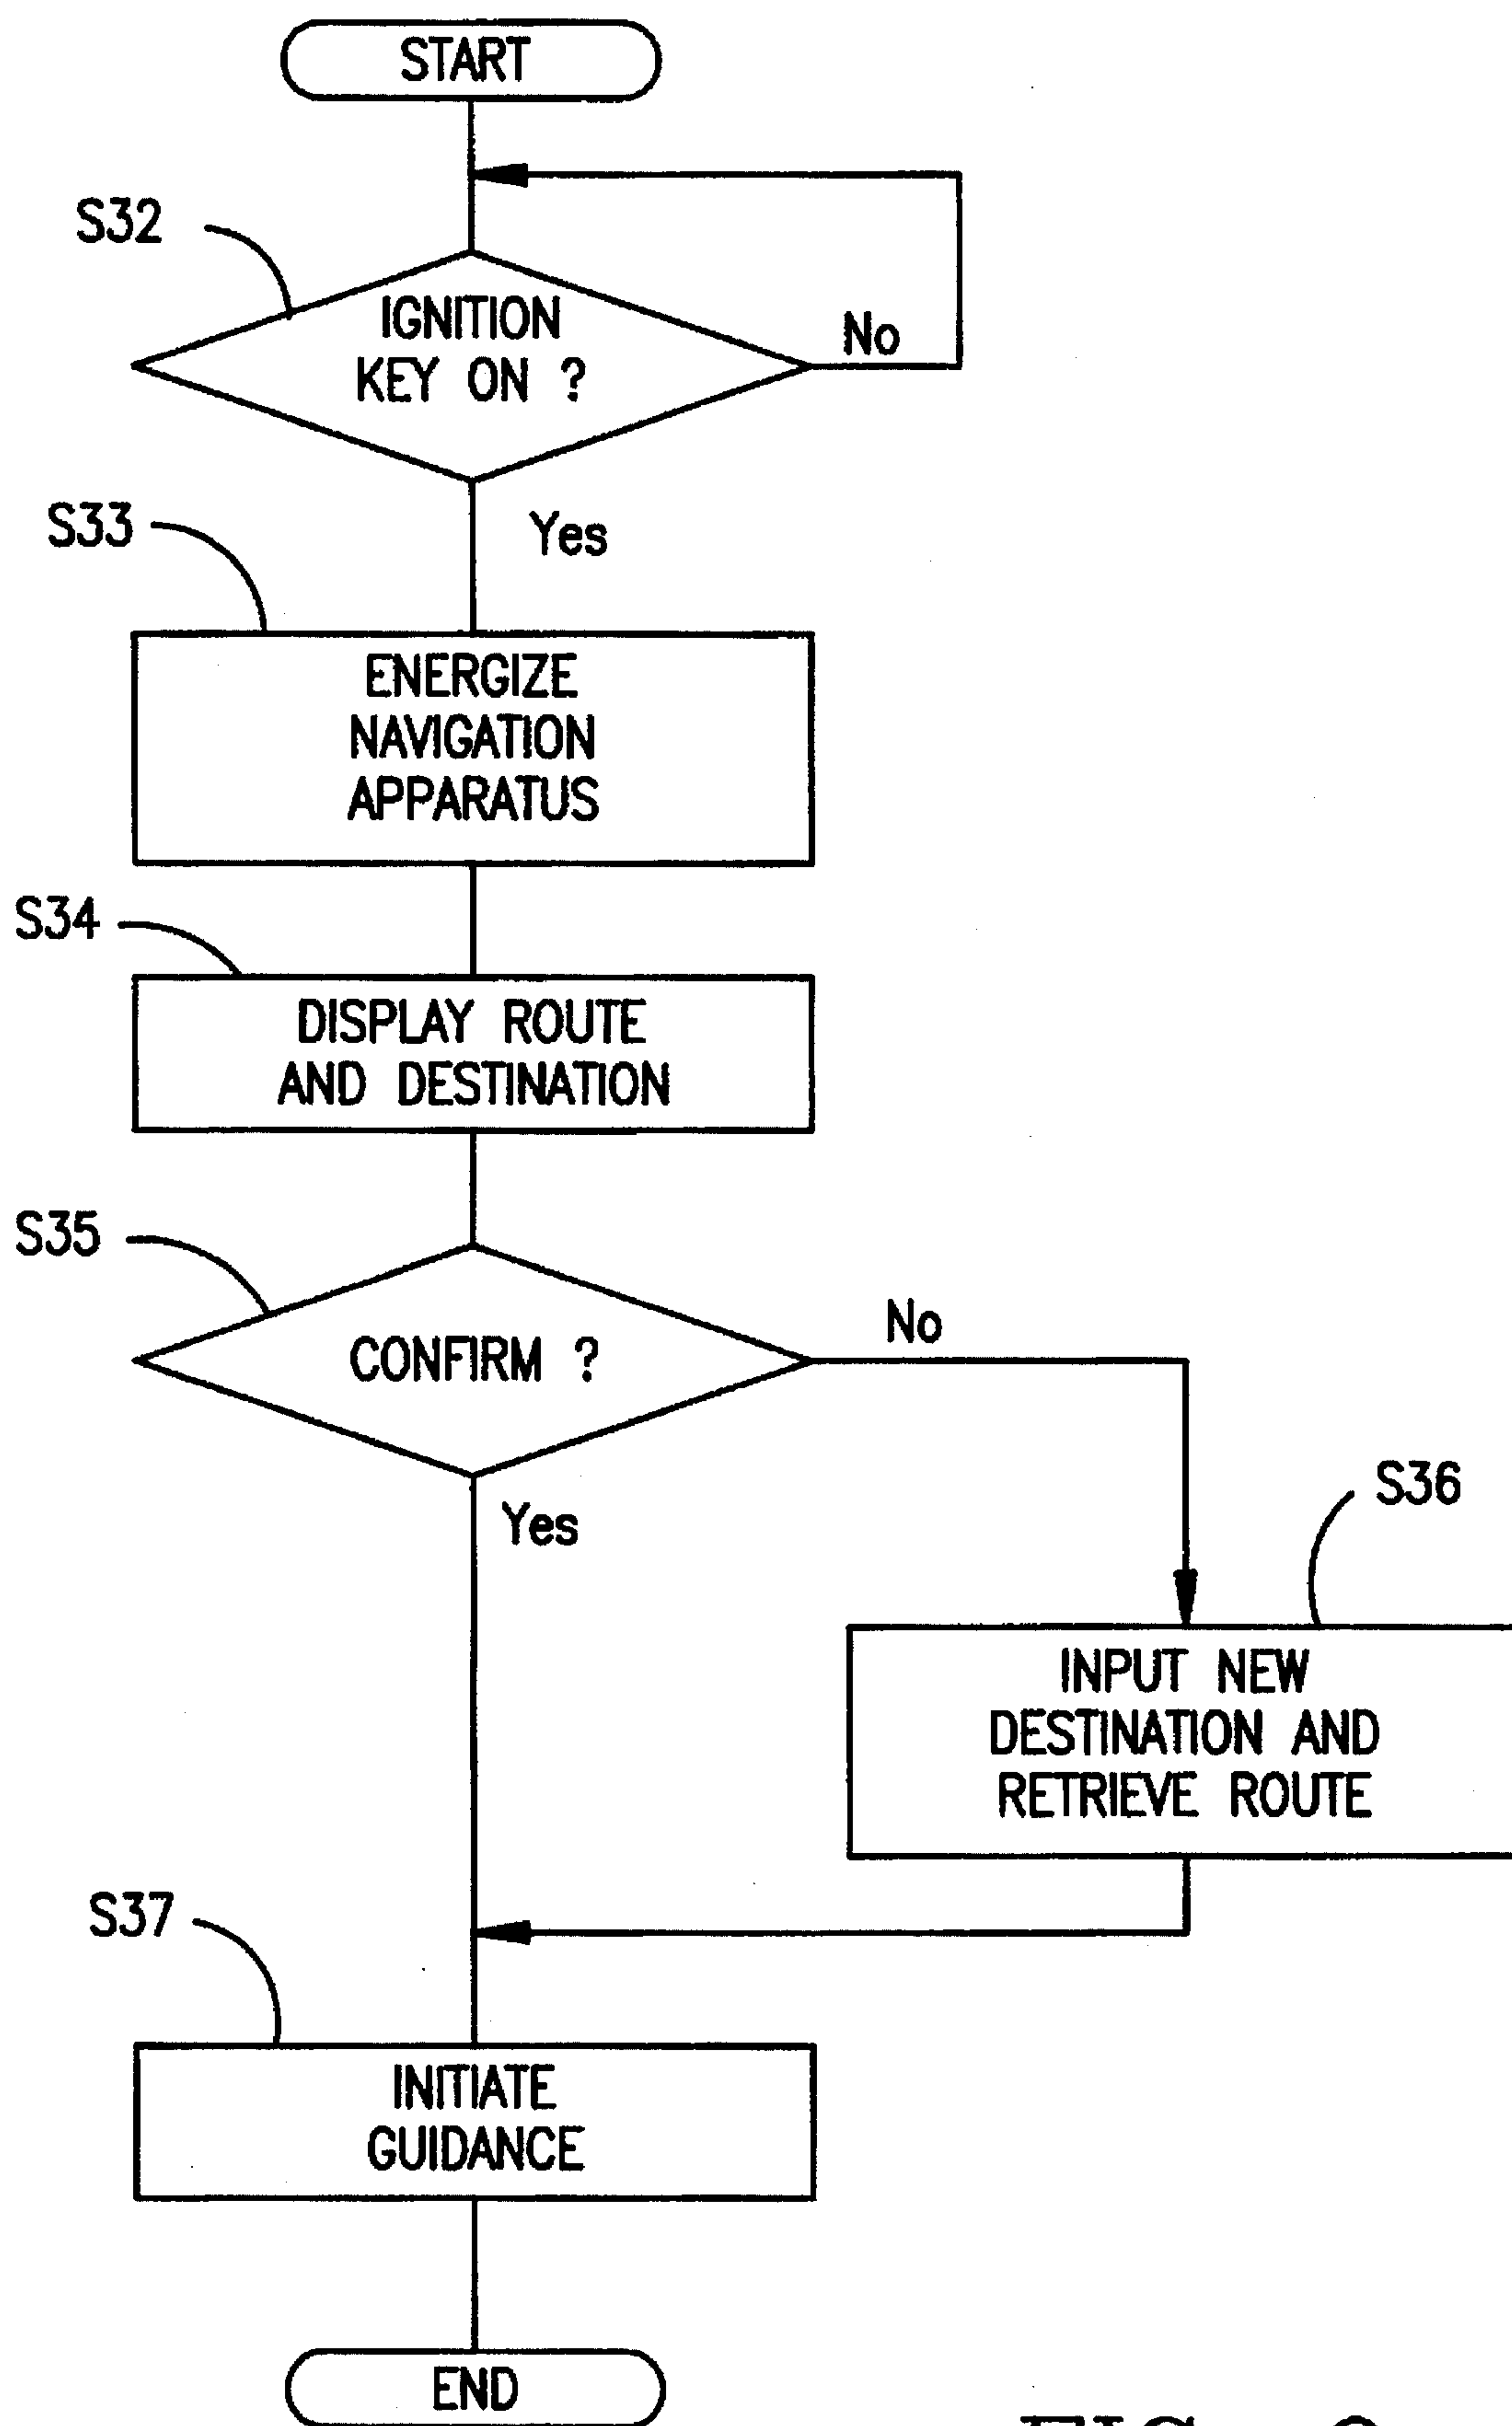 START
S32
IGNITION
KEY ON ?
No
S33
Yes
ENERGIZE
NAVIGATION
APPARATUS
S34
DISPLAY ROUTE
AND DESTINATION
S35
CONFIRM ?
No
Yes
S36
INPUT NEW
DESTINATION AND
RETRIEVE ROUTE
S37
INITIATE
GUIDANCE
END